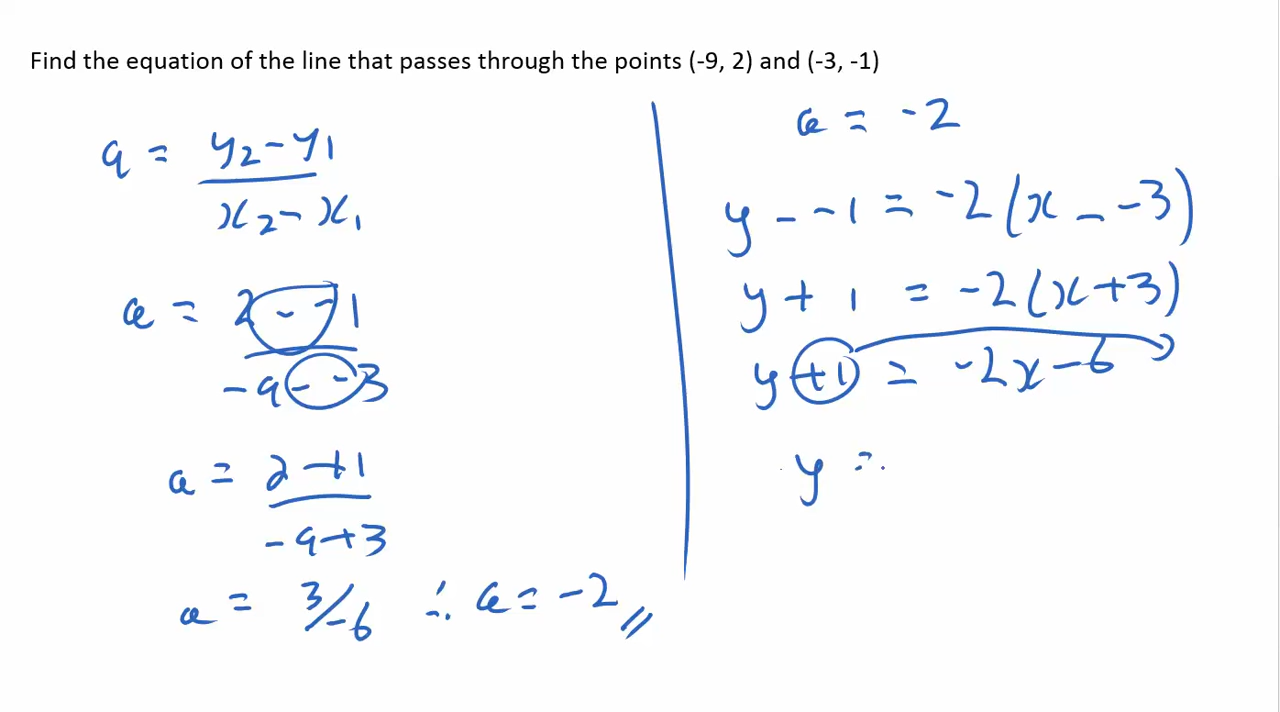 Find the equation of the line that passes through the points (-9, 2) and (-3, -1)
a = y2 - y1 / x2 - x1
a = 2 - -1 / -9 - -3
a = 2 + 1 / -9 + 3
a = 3/-6 ∴ a = -2
a = -2
y - -1 = -2(x - -3)
y + 1 = -2(x+3)
y +1 = -2x - 6
y =